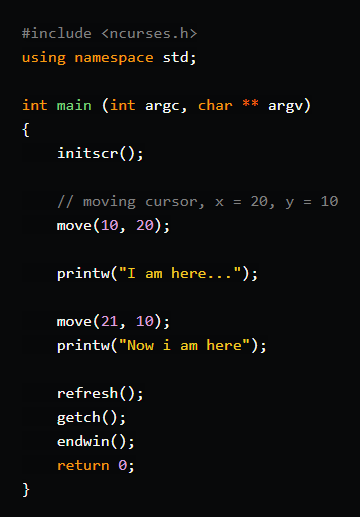 #include <ncurses.h>
using namespace std;
int main (int argc, char ** argv)
{
initscr();
// moving cursor, x = 20, y = 10
move(10, 20);
printw("I am here...");
move(21, 10);
printw("Now i am here");
refresh();
getch();
endwin();
return 0;
}